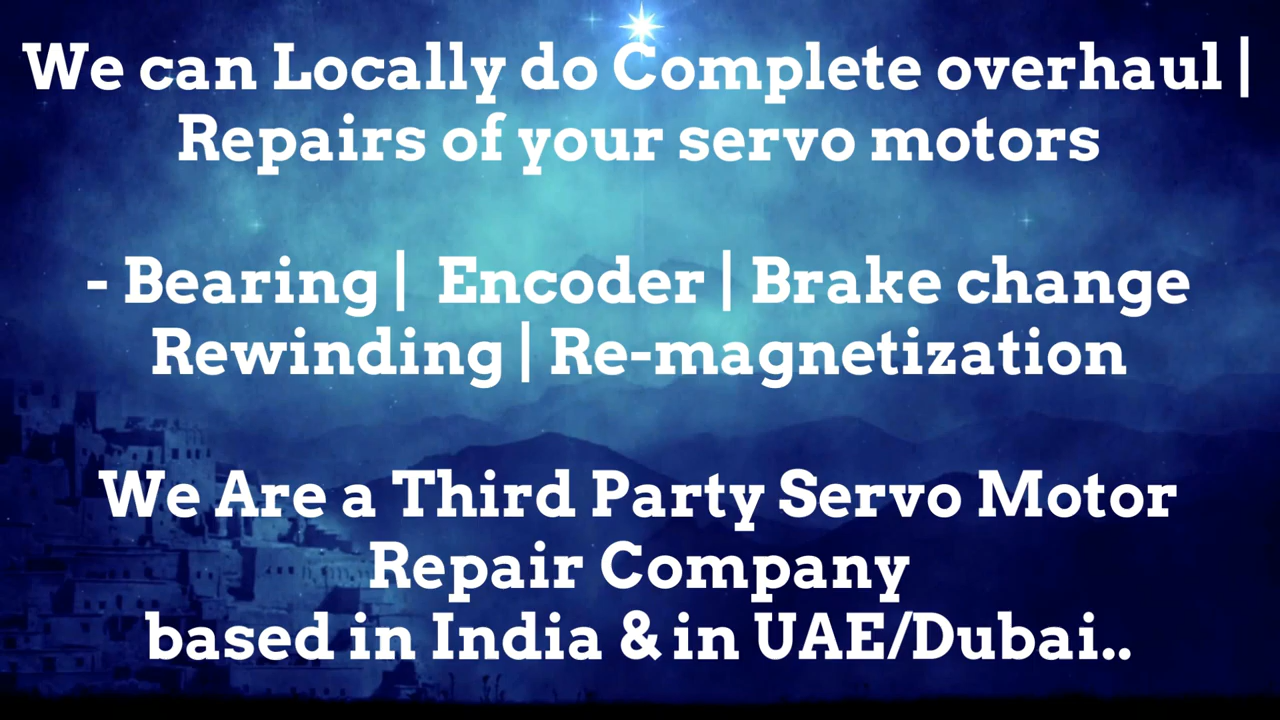 We can Locally do Complete overhaul |
Repairs of your servo motors
- Bearing | Encoder | Brake change
Rewinding | Re-magnetization
We Are a Third Party Servo Motor
Repair Company
based in India & in UAE/Dubai..